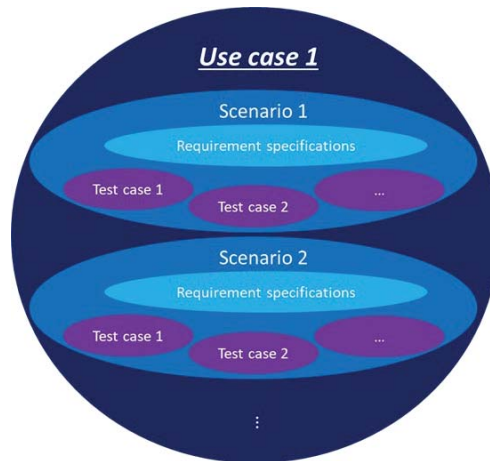 Use case 1
Scenario 1
Requirement specifications
Test case 1
Test case 2
...
Scenario 2
Requirement specifications
Test case 1
Test case 2
...
⋮